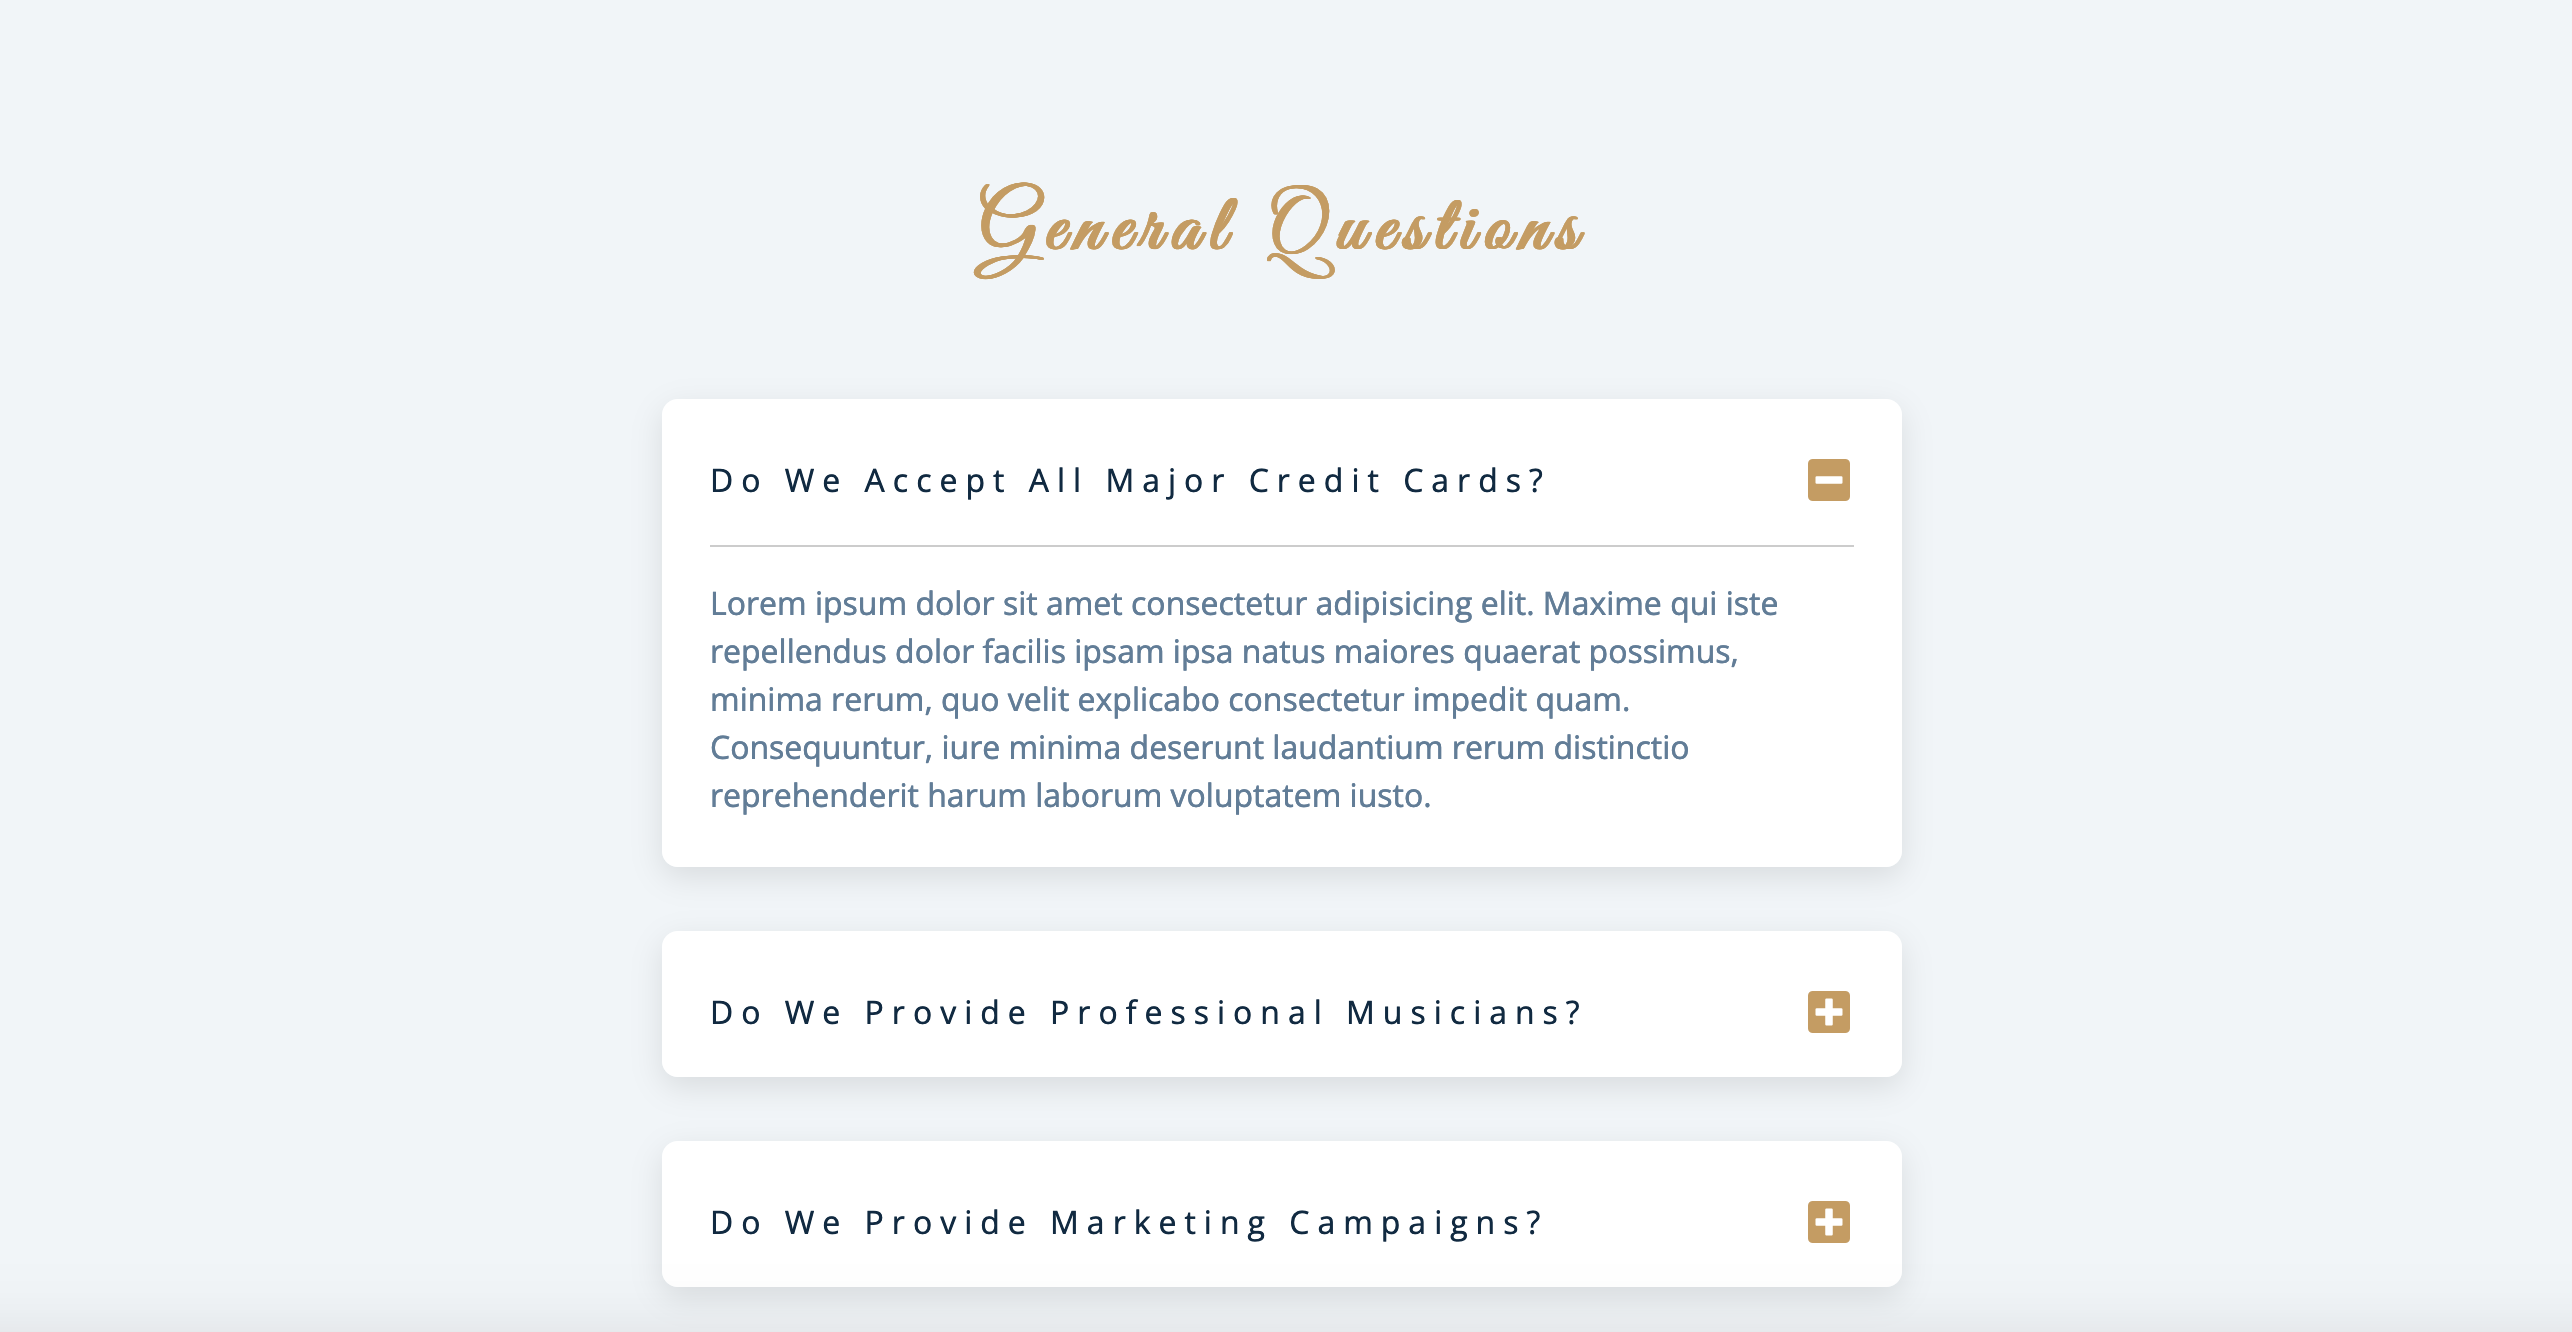 General Questions
Do We Accept All Major Credit Cards?
Lorem ipsum dolor sit amet consectetur adipisicing elit. Maxime qui iste
repellendus dolor facilis ipsam ipsa natus maiores quaerat possimus,
minima rerum, quo velit explicabo consectetur impedit quam.
Consequuntur, iure minima deserunt laudantium rerum distinctio
reprehenderit harum laborum voluptatem iusto.
Do We Provide Professional Musicians?
Do We Provide Marketing Campaigns?